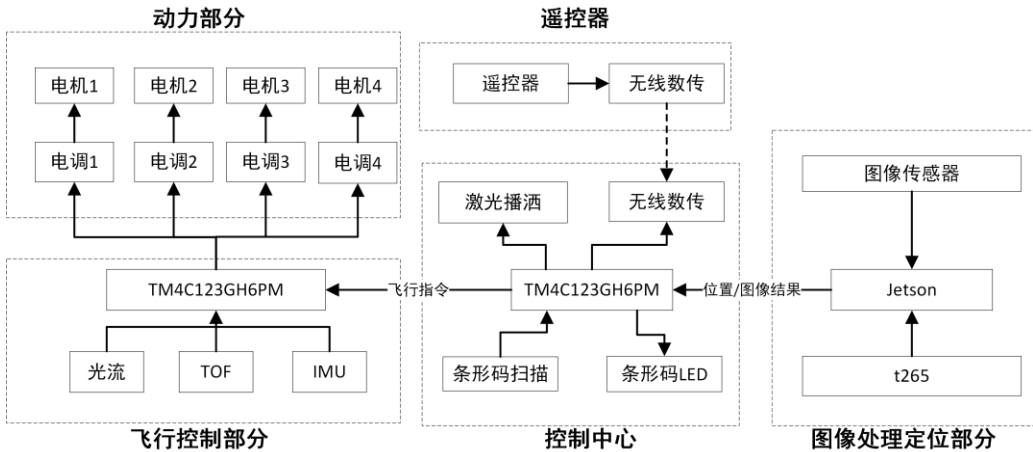 动力部分
遥控器
电机1
电机2
电机3
电机4
遥控器
无线数传
电调1
电调2
电调3
电调4
激光播洒
无线数传
图像传感器
TM4C123GH6PM
飞行指令
TM4C123GH6PM
位置/图像结果
Jetson
光流
TOF
IMU
条形码扫描
条形码LED
t265
飞行控制部分
控制中心
图像处理定位部分